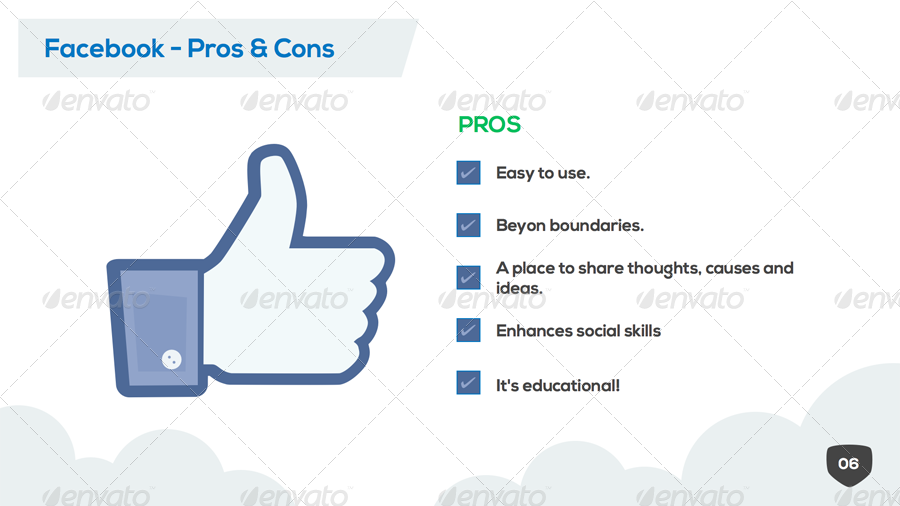 Facebook - Pros & Cons
envato envato envato envato envato
PROS
Easy to use.
Beyon boundaries.
A place to share thoughts, causes and
ideas.
envato envato envato envato envato
Enhances social skills
It's educational!
06
envato envato envato envato envato